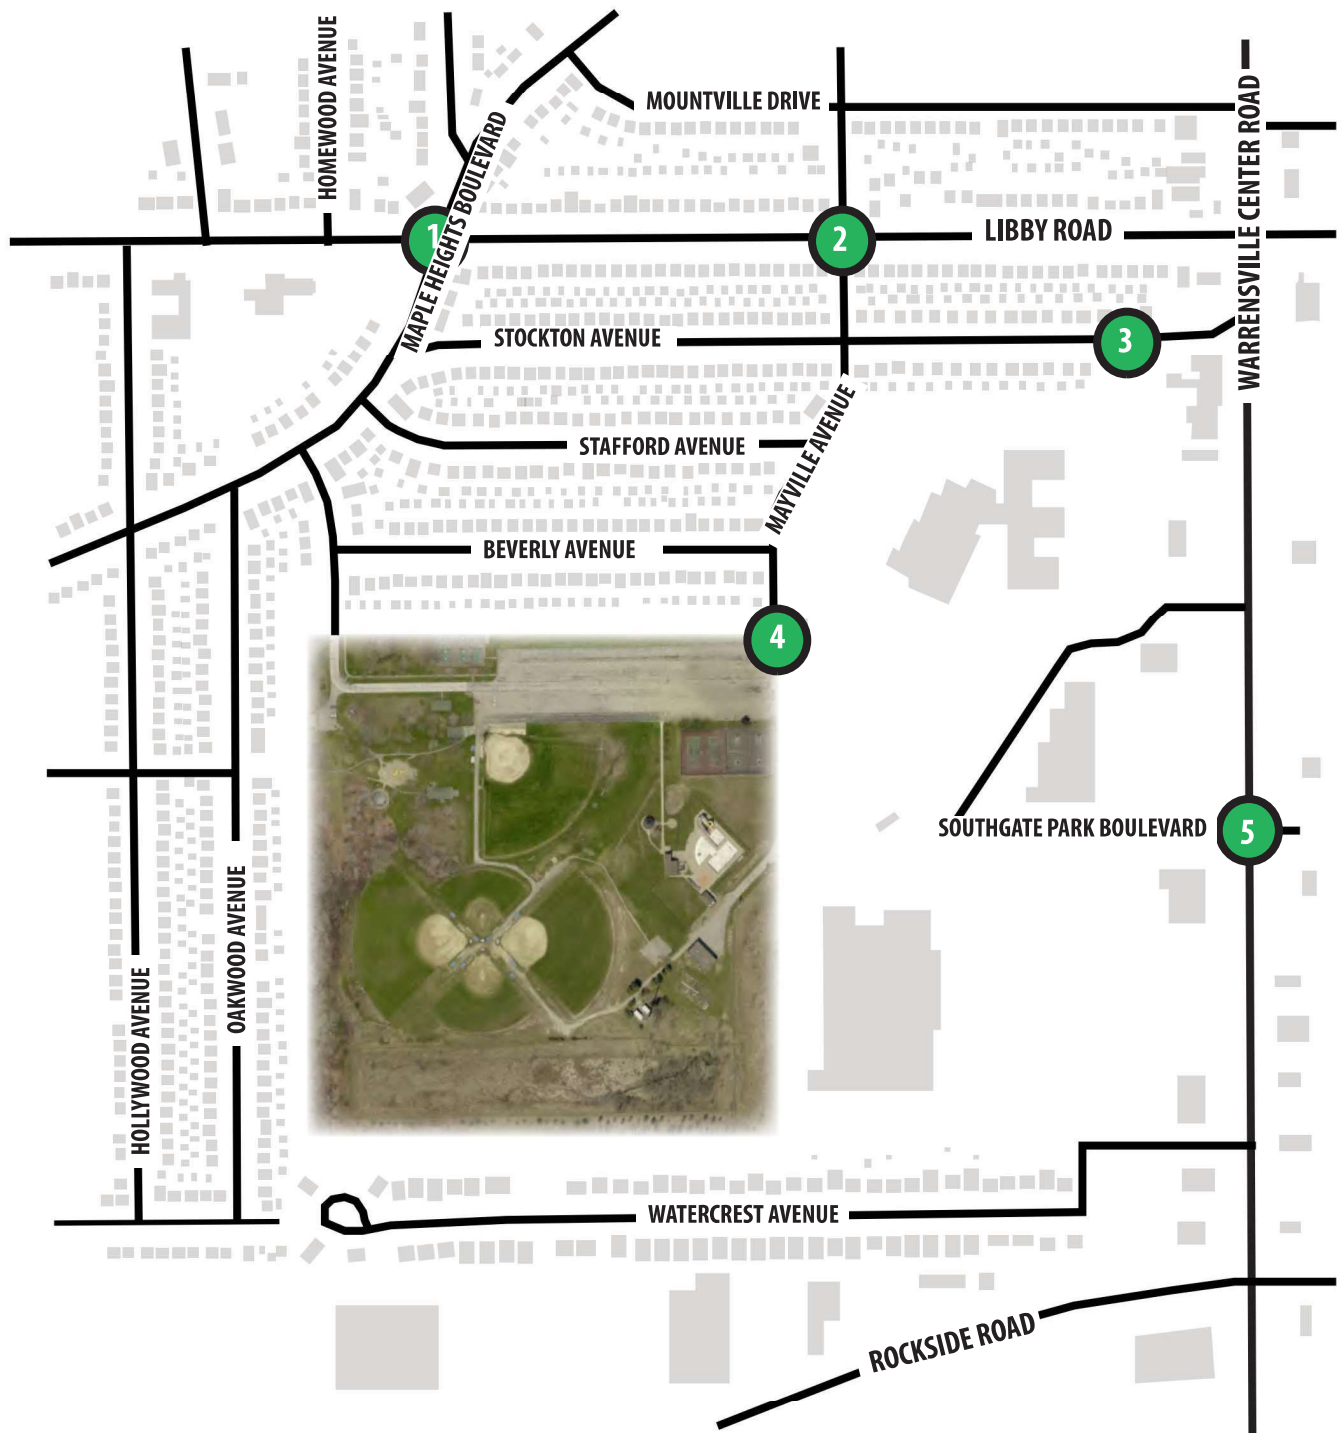 HOMEWOOD AVENUE
MOUNTVILLE DRIVE
MAPLE HEIGHTS BOULEVARD
WARRENSVILLE CENTER ROAD
1
2
LIBBY ROAD
STOCKTON AVENUE
3
STAFFORD AVENUE
MAYVILLE AVENUE
BEVERLY AVENUE
4
SOUTHGATE PARK BOULEVARD
5
OAKWOOD AVENUE
HOLLYWOOD AVENUE
WATERCREST AVENUE
ROCKSIDE ROAD